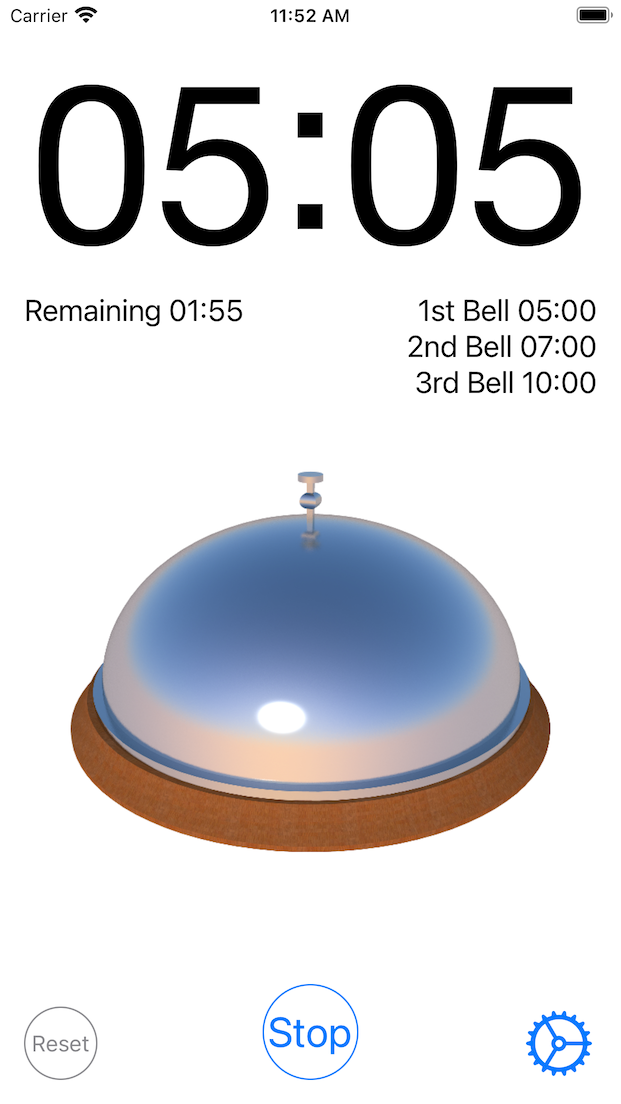 Carrier 11:52 AM
05:05
Remaining 01:55
1st Bell 05:00
2nd Bell 07:00
3rd Bell 10:00
Reset
Stop